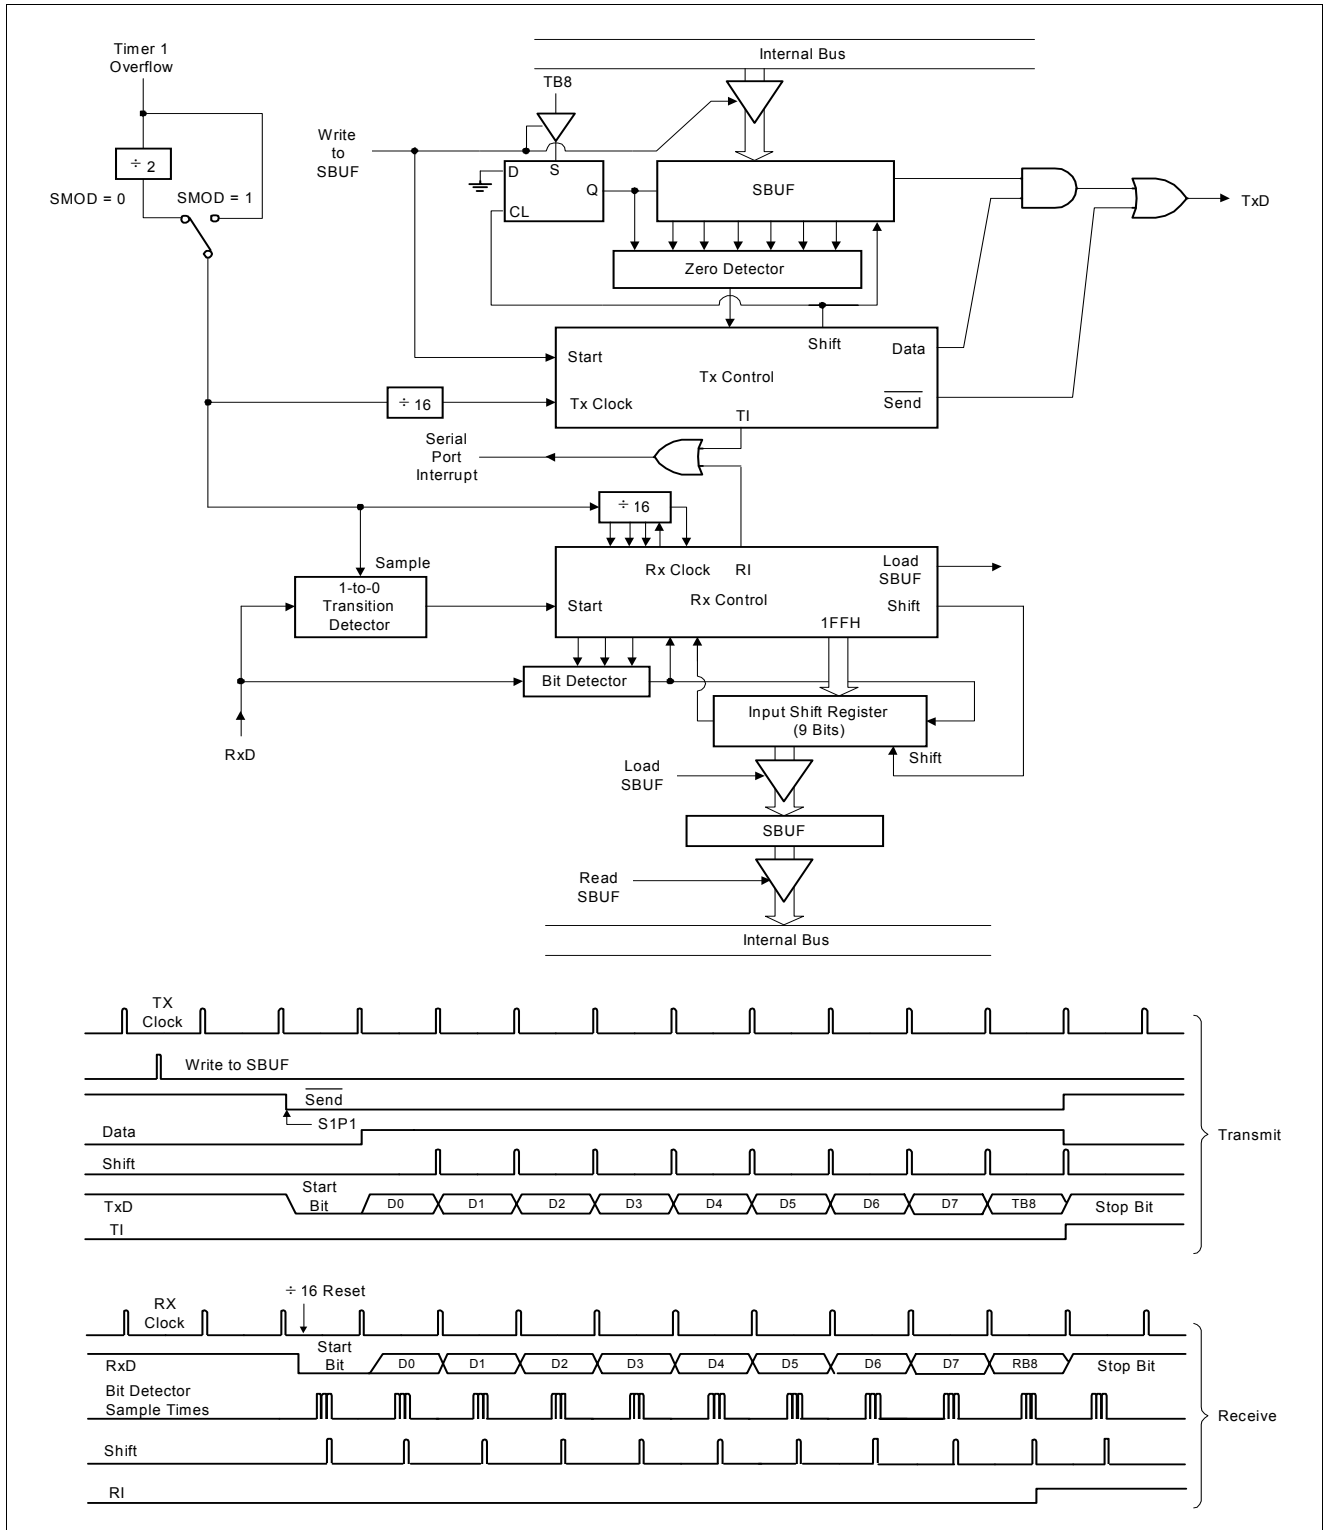 Timer 1
Overflow
Internal Bus
TB8
Write
to
SBUF
÷ 2
SMOD = 0
SMOD = 1
D
S
Q
CL
SBUF
TxD
Zero Detector
Shift
Start
Data
Tx Control
÷ 16
Tx Clock
Send
TI
Serial
Port
Interrupt
÷ 16
Sample
Rx Clock
RI
Load
SBUF
1-to-0
Transition
Detector
Start
Rx Control
Shift
1FFH
Bit Detector
Input Shift Register
(9 Bits)
RxD
Shift
Load
SBUF
SBUF
Read
SBUF
Internal Bus
TX
Clock
Write to SBUF
Send
S1P1
Data
Transmit
Shift
TxD
Start
Bit
D0
D1
D2
D3
D4
D5
D6
D7
TB8
Stop Bit
TI
÷ 16 Reset
RX
Clock
RxD
Start
Bit
D0
D1
D2
D3
D4
D5
D6
D7
RB8
Stop Bit
Bit Detector
Sample Times
Receive
Shift
RI